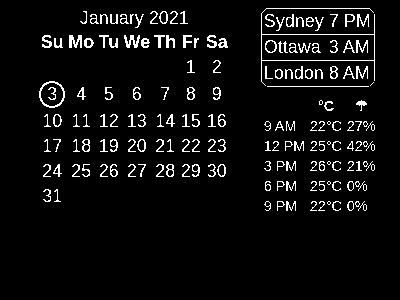 January 2021
Su Mo Tu We Th Fr Sa
1 2
3 4 5 6 7 8 9
10 11 12 13 14 15 16
17 18 19 20 21 22 23
24 25 26 27 28 29 30
31
Sydney 7 PM
Ottawa 3 AM
London 8 AM
°C ☂
9 AM 22°C 27%
12 PM 25°C 42%
3 PM 26°C 21%
6 PM 25°C 0%
9 PM 22°C 0%